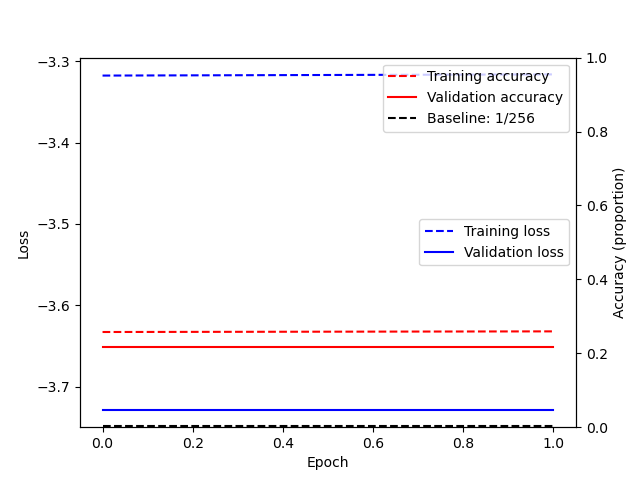 Training accuracy
Validation accuracy
Baseline: 1/256
Training loss
Validation loss
Loss
−3.3
−3.4
−3.5
−3.6
−3.7
1.0
0.8
0.6
0.4
0.2
0.0
Accuracy (proportion)
0.0 0.2 0.4 0.6 0.8 1.0
Epoch